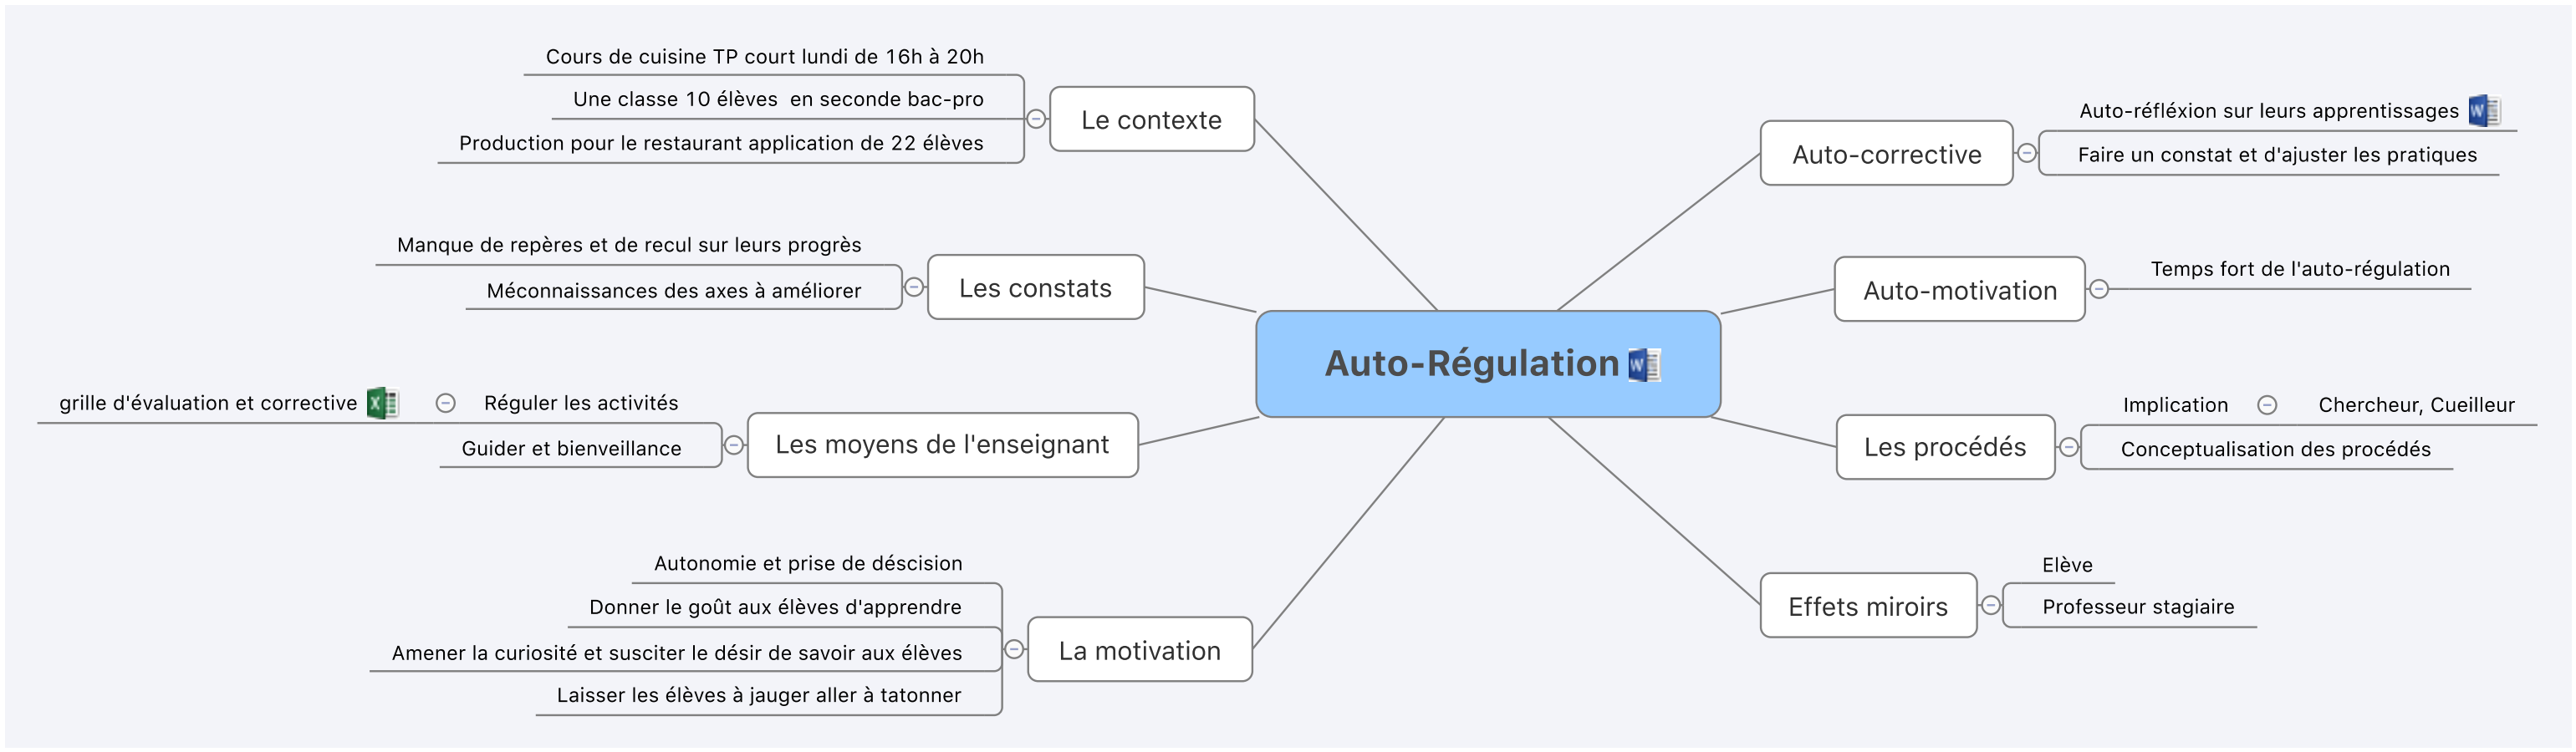 Auto-Régulation
Le contexte
Cours de cuisine TP court lundi de 16h à 20h
Une classe 10 élèves  en seconde bac-pro
Production pour le restaurant application de 22 élèves
Les constats
Manque de repères et de recul sur leurs progrès
Méconnaissances des axes à améliorer
Les moyens de l'enseignant
Réguler les activités
grille d'évaluation et corrective
Guider et bienveillance
La motivation
Autonomie et prise de déscision
Donner le goût aux élèves d'apprendre
Amener la curiosité et susciter le désir de savoir aux élèves
Laisser les élèves à jauger aller à tatonner
Auto-corrective
Auto-réfléxion sur leurs apprentissages
Faire un constat et d'ajuster les pratiques
Auto-motivation
Temps fort de l'auto-régulation
Les procédés
Implication
Chercheur, Cueilleur
Conceptualisation des procédés
Effets miroirs
Elève
Professeur stagiaire